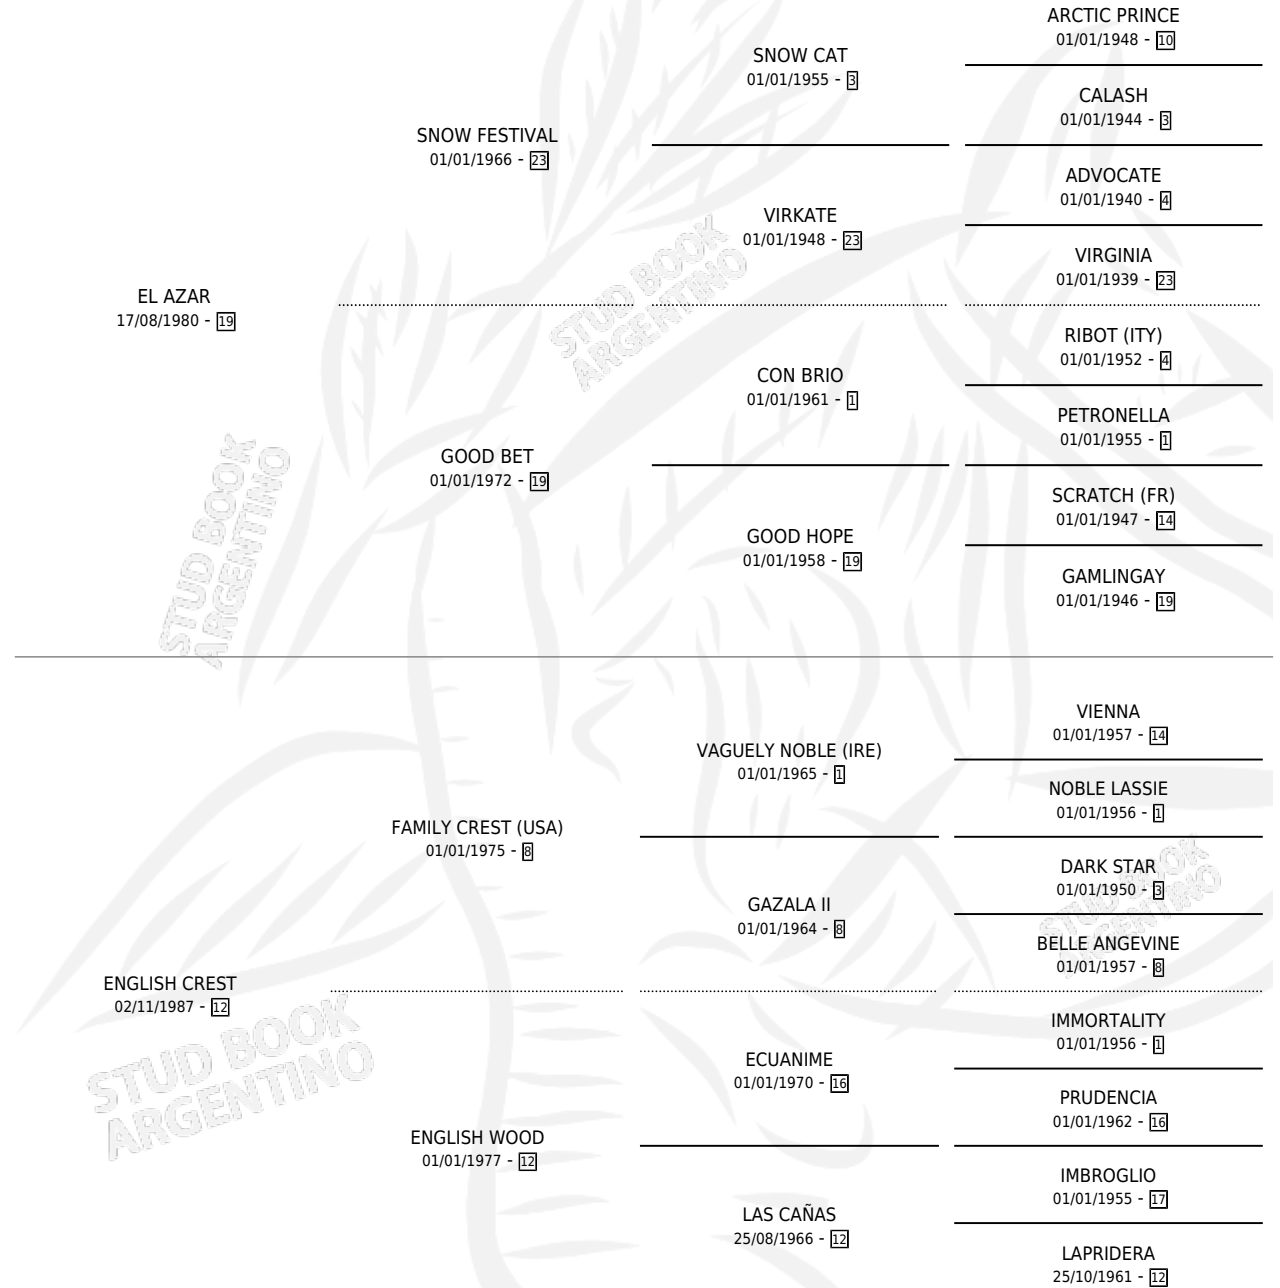 ARCTIC PRINCE
01/01/1948 - 10
SNOW CAT
01/01/1955 - 3
CALASH
01/01/1944 - 3
SNOW FESTIVAL
01/01/1966 - 23
ADVOCATE
01/01/1940 - 4
VIRKATE
01/01/1948 - 23
VIRGINIA
01/01/1939 - 23
EL AZAR
17/08/1980 - 19
RIBOT (ITY)
01/01/1952 - 4
CON BRIO
01/01/1961 - 1
PETRONELLA
01/01/1955 - 1
GOOD BET
01/01/1972 - 19
SCRATCH (FR)
01/01/1947 - 14
GOOD HOPE
01/01/1958 - 19
GAMLINGAY
01/01/1946 - 19
VIENNA
01/01/1957 - 14
VAGUELY NOBLE (IRE)
01/01/1965 - 1
NOBLE LASSIE
01/01/1956 - 1
FAMILY CREST (USA)
01/01/1975 - 8
DARK STAR
01/01/1950 - 3
GAZALA II
01/01/1964 - 8
BELLE ANGEVINE
01/01/1957 - 8
ENGLISH CREST
02/11/1987 - 12
IMMORTALITY
01/01/1956 - 1
ECUANIME
01/01/1970 - 16
PRUDENCIA
01/01/1962 - 16
ENGLISH WOOD
01/01/1977 - 12
IMBROGLIO
01/01/1955 - 17
LAS CAÑAS
25/08/1966 - 12
LAPRIDERA
25/10/1961 - 12
STUD BOOK
ARGENTINO
STUD BOOK
ARGENTINO
STUD BOOK
ARGENTINO
STUD BOOK
ARGENTINO